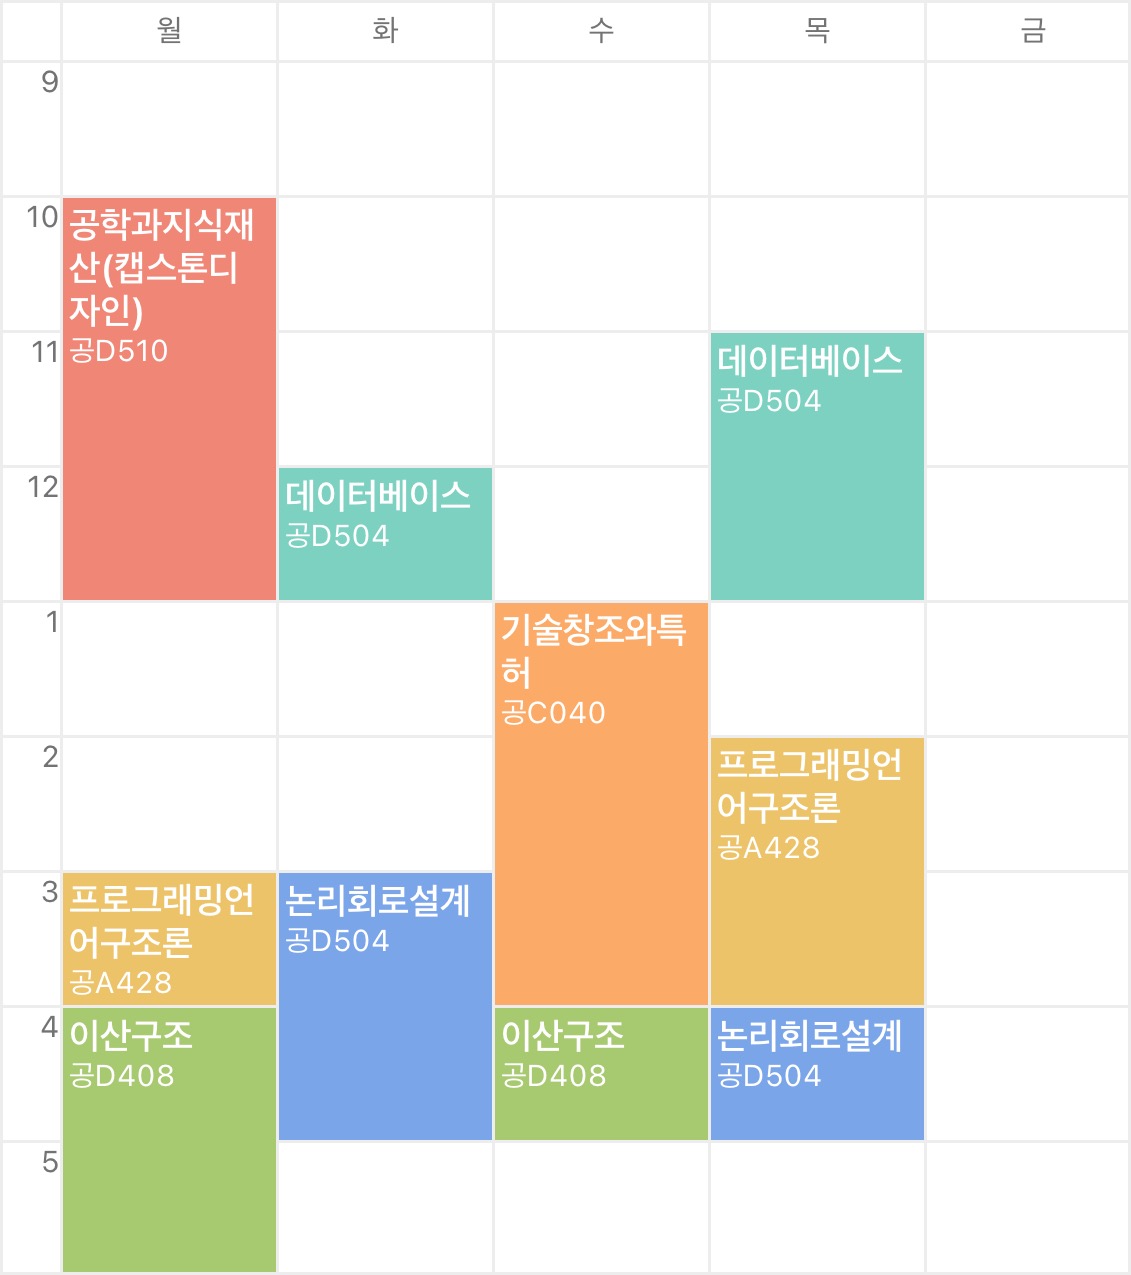 월 화 수 목 금
9
10
공학과지식재
산(캡스톤디
자인)
공D510
11
데이터베이스
공D504
12
데이터베이스
공D504
1
기술창조와특
허
공C040
2
프로그래밍언
어구조론
공A428
3
프로그래밍언
어구조론
공A428
논리회로설계
공D504
4
이산구조
공D408
이산구조
공D408
논리회로설계
공D504
5